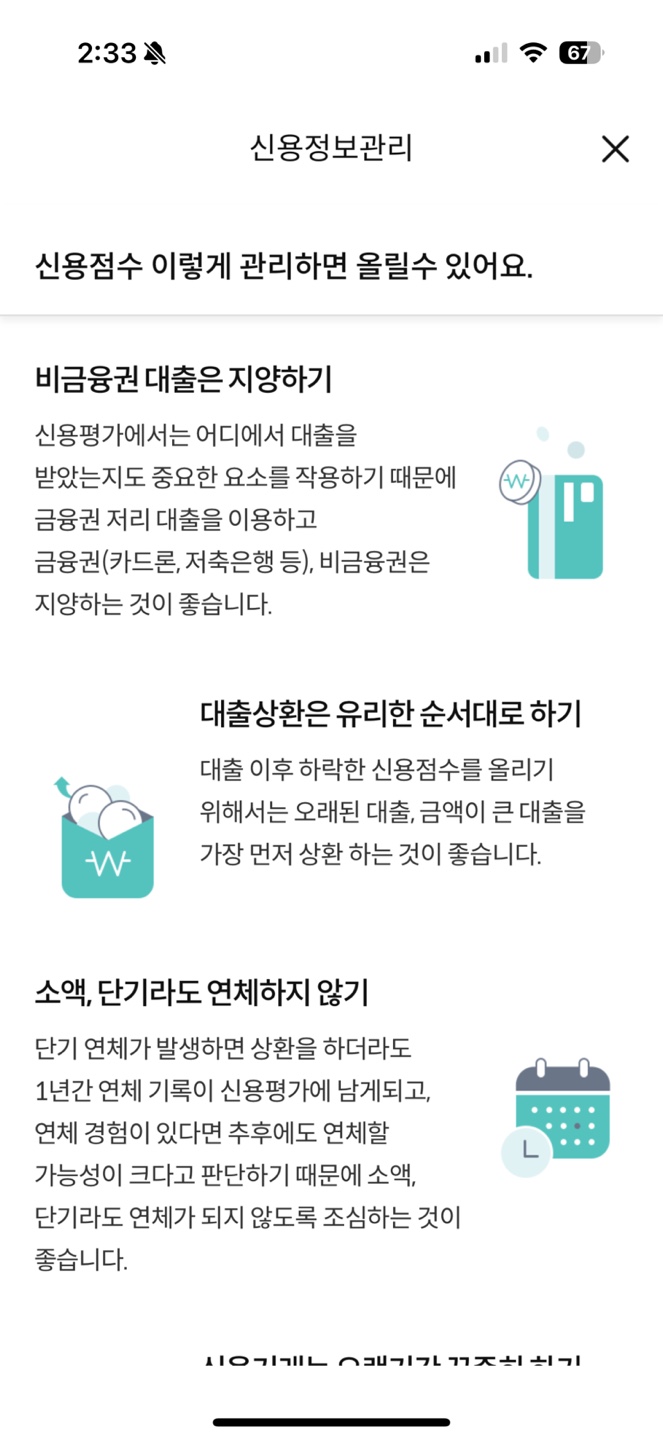 2:33
67
신용정보관리
신용점수 이렇게 관리하면 올릴수 있어요.
비금융권 대출은 지양하기
신용평가에서는 어디에서 대출을
받았는지도 중요한 요소를 작용하기 때문에
금융권 저리 대출을 이용하고
금융권(카드론, 저축은행 등), 비금융권은
지양하는 것이 좋습니다.
대출상환은 유리한 순서대로 하기
대출 이후 하락한 신용점수를 올리기
위해서는 오래된 대출, 금액이 큰 대출을
가장 먼저 상환 하는 것이 좋습니다.
소액, 단기라도 연체하지 않기
단기 연체가 발생하면 상환을 하더라도
1년간 연체 기록이 신용평가에 남게되고,
연체 경험이 있다면 추후에도 연체할
가능성이 크다고 판단하기 때문에 소액,
단기라도 연체가 되지 않도록 조심하는 것이
좋습니다.